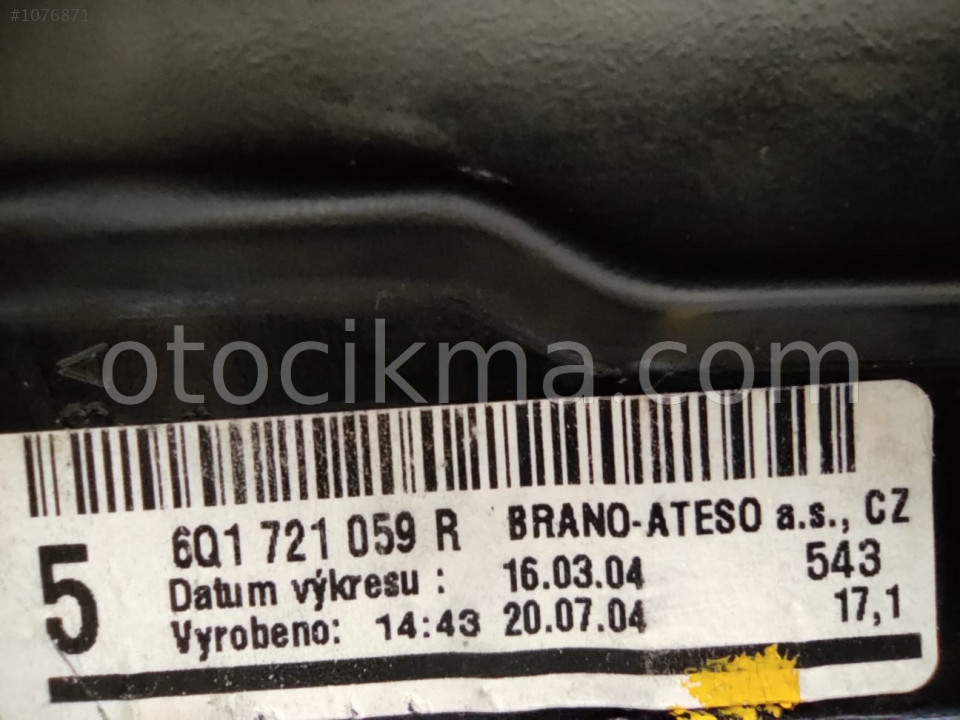 #1076871
otocikma.com
5
6Q1 721 059 R BRANO-ATESO a.s., CZ
Datum výkresu : 16.03.04 543
Vyrobeno: 14:43 20.07.04 17,1